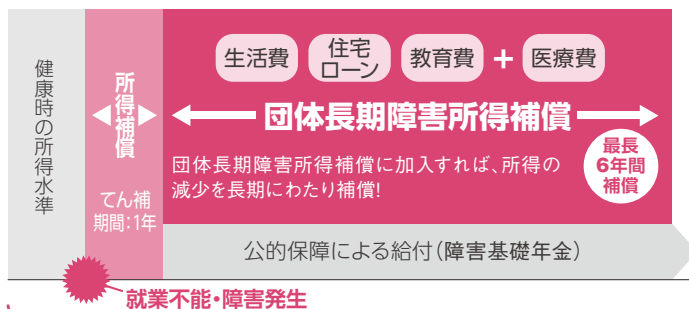 健康時の所得水準
所得補償
てん補
期間:1年
生活費
住宅
ローン
教育費
+
医療費
団体長期障害所得補償
団体長期障害所得補償に加入すれば、所得の
減少を長期にわたり補償!
最長
6年間
補償
公的保障による給付(障害基礎年金)
就業不能・障害発生